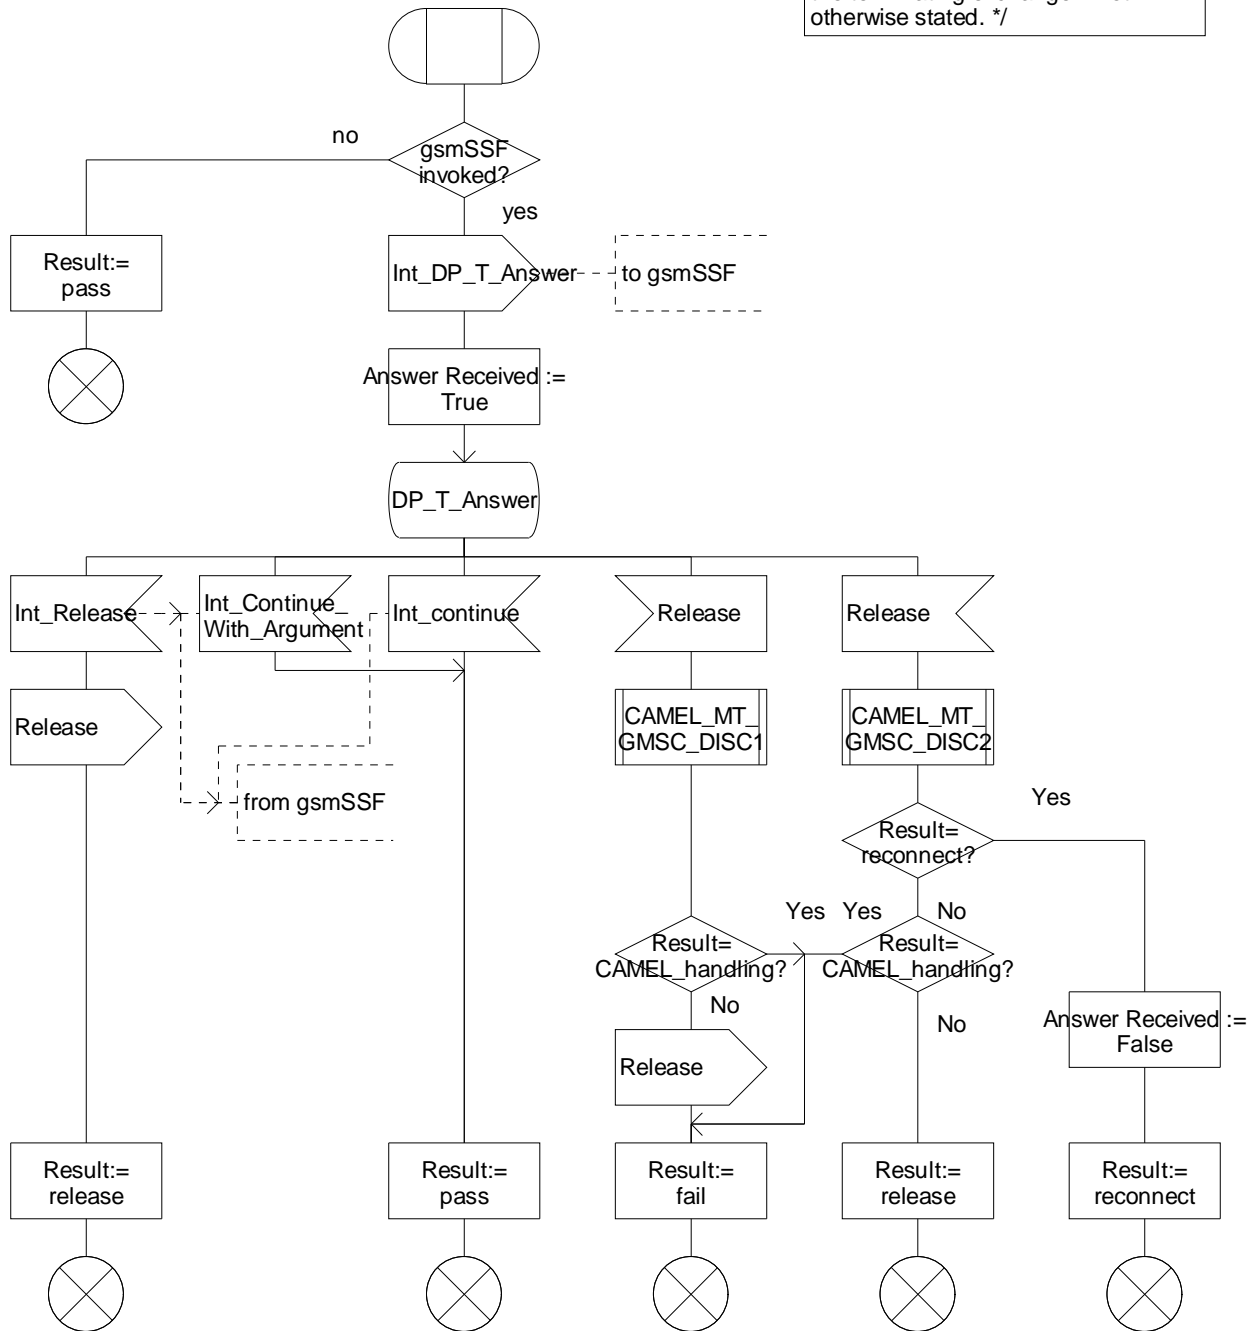 otherwise stated. */
no
gsmSSF
invoked?
yes
Result:=
pass
Int_DP_T_Answer
to gsmSSF
Answer Received :=
True
DP_T_Answer
Int_Release
Int_Continue_
With_Argument
Int_continue
Release
Release
Release
CAMEL_MT_
GMSC_DISC1
CAMEL_MT_
GMSC_DISC2
from gsmSSF
Yes
Result=
reconnect?
Yes
Yes
No
Result=
CAMEL_handling?
Result=
CAMEL_handling?
No
No
Answer Received :=
False
Release
Result:=
release
Result:=
pass
Result:=
fail
Result:=
release
Result:=
reconnect